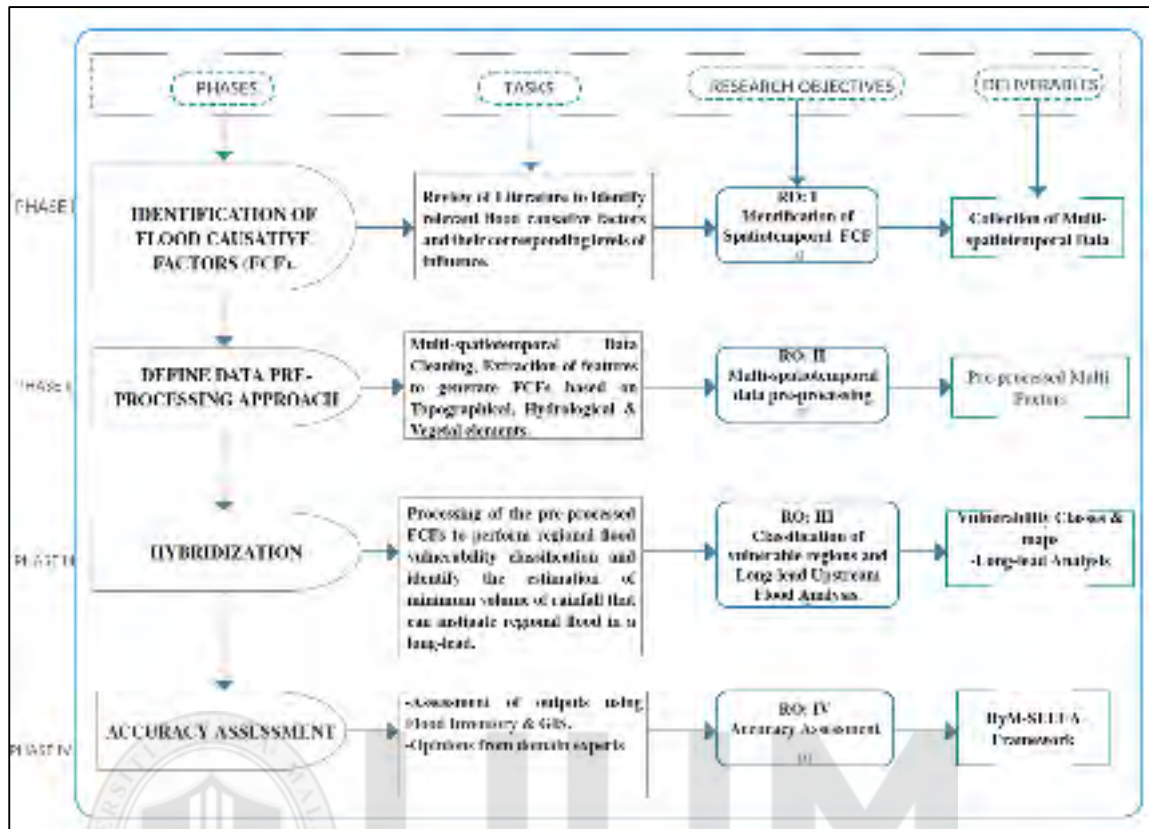 PHASES
TASKS
RESEARCH OBJECTIVES
DELIVERABLES
PHASE I
IDENTIFICATION OF
FLOOD CAUSATIVE
FACTORS (FCF).
Review of Literature to Identify
relevant flood causative factors
and their corresponding levels of
influence.
RO: I
Identification of
Spatiotemporal FCF
Collection of Multi-
spatiotemporal Data
PHASE II
DEFINE DATA PRE-
PROCESSING APPROACH
Multi-spatiotemporal Data
Cleaning, Extraction of features
to generate FCFs based on
Topographical, Hydrological &
Vegetal elements.
RO: II
Multi-spatiotemporal
data pre-processing
Pre-processed Multi
Factors
PHASE III
HYBRIDIZATION
Processing of the pre-processed
FCFs to perform regional flood
vulnerability classification and
identify the estimation of
minimum volume of rainfall that
can instigate regional flood in a
long-lead.
RO: III
Classification of
vulnerable regions and
Long-lead Upstream
Flood Analysis.
Vulnerability Classes &
maps
-Long-lead Analysis
PHASE IV
ACCURACY ASSESSMENT
-Assessment of outputs using
Flood Inventory & GIS.
-Opinions from domain experts
RO: IV
Accuracy Assessment
Framework
UUM